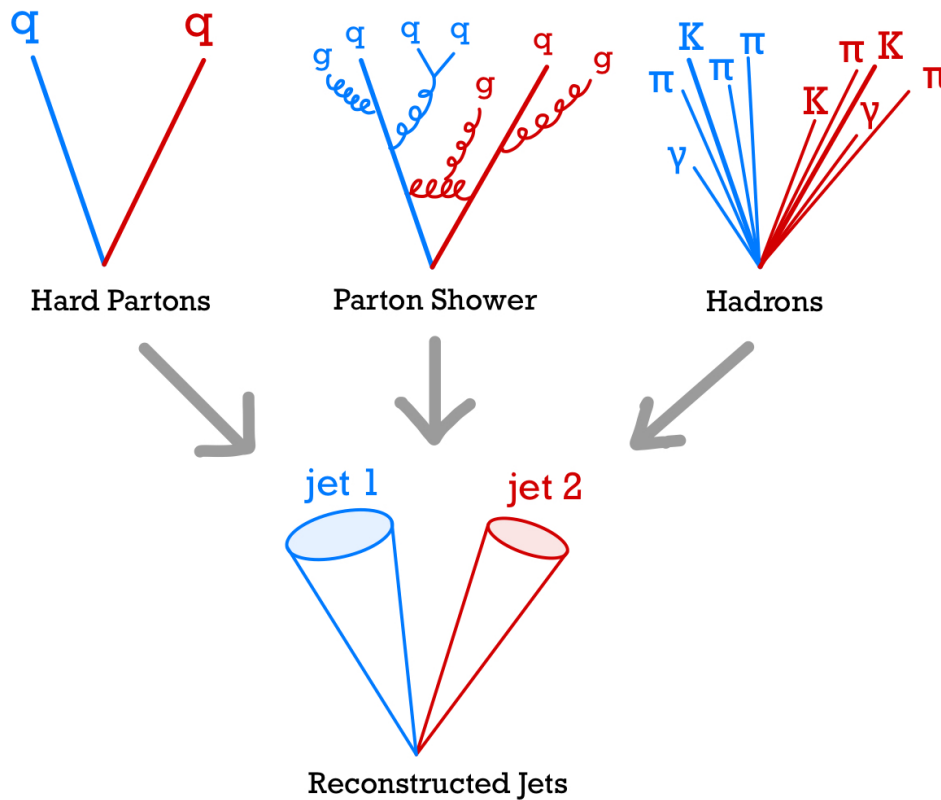 q q
g q q q g q g
γ π K π π K π K γ π
Hard Partons
Parton Shower
Hadrons
jet 1
jet 2
Reconstructed Jets